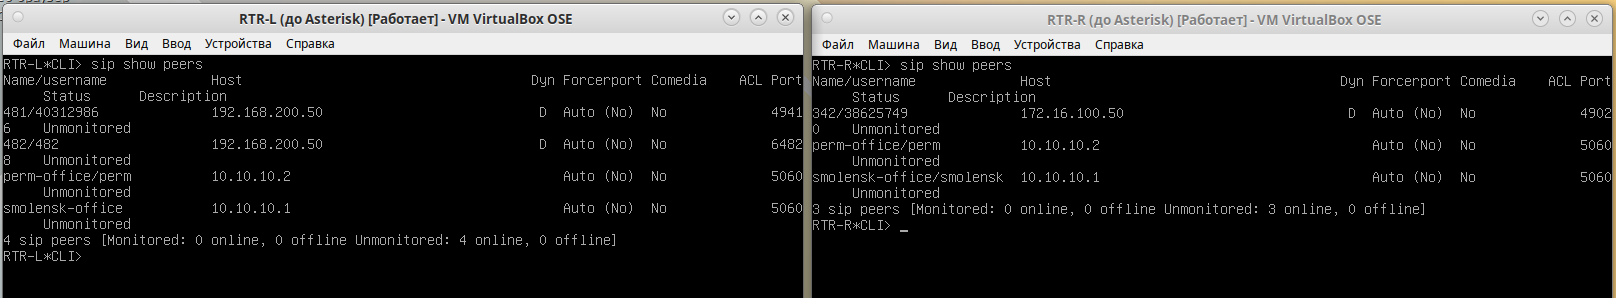 RTR-L (до Asterisk) [Работает] - VM VirtualBox OSE
Файл Машина Вид Ввод Устройства Справка
RTR-L*CLI> sip show peers
Name/username Host Dyn Forcerport Comedia ACL Port
Status Description
481/40312986 192.168.200.50 D Auto (No) No 4941
6 Unmonitored
482/482 192.168.200.50 D Auto (No) No 6482
8 Unmonitored
perm-office/perm 10.10.10.2 Auto (No) No 5060
Unmonitored
smolensk-office 10.10.10.1 Auto (No) No 5060
Unmonitored
4 sip peers [Monitored: 0 online, 0 offline Unmonitored: 4 online, 0 offline]
RTR-L*CLI>
RTR-R (до Asterisk) [Работает] - VM VirtualBox OSE
Файл Машина Вид Ввод Устройства Справка
RTR-R*CLI> sip show peers
Name/username Host Dyn Forcerport Comedia ACL Port
Status Description
342/38625749 172.16.100.50 D Auto (No) No 4902
0 Unmonitored
perm-office/perm 10.10.10.2 Auto (No) No 5060
Unmonitored
smolensk-office/smolensk 10.10.10.1 Auto (No) No 5060
Unmonitored
3 sip peers [Monitored: 0 online, 0 offline Unmonitored: 3 online, 0 offline]
RTR-R*CLI> _